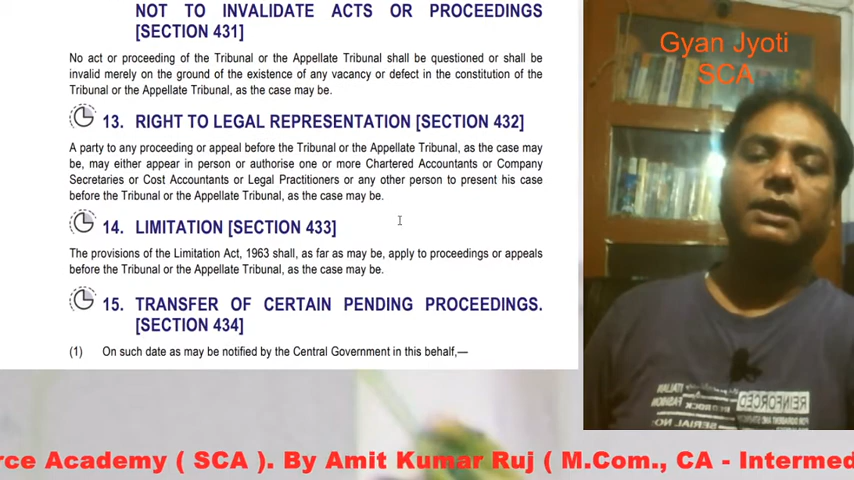 NOT TO INVALIDATE ACTS OR PROCEEDINGS
[SECTION 431]
No act or proceeding of the Tribunal or the Appellate Tribunal shall be questioned or shall be
invalid merely on the ground of the existence of any vacancy or defect in the constitution of the
Tribunal or the Appellate Tribunal, as the case may be.
13. RIGHT TO LEGAL REPRESENTATION [SECTION 432]
A party to any proceeding or appeal before the Tribunal or the Appellate Tribunal, as the case may
be, may either appear in person or authorise one or more Chartered Accountants or Company
Secretaries or Cost Accountants or Legal Practitioners or any other person to present his case
before the Tribunal or the Appellate Tribunal, as the case may be.
14. LIMITATION [SECTION 433]
The provisions of the Limitation Act, 1963 shall, as far as may be, apply to proceedings or appeals
before the Tribunal or the Appellate Tribunal, as the case may be.
15. TRANSFER OF CERTAIN PENDING PROCEEDINGS.
[SECTION 434]
(1) On such date as may be notified by the Central Government in this behalf,—
Gyan Jyoti
SCA
ITALIAN
REINFORCED
SERIAL NO.
rce Academy ( SCA ). By Amit Kumar Ruj ( M.Com., CA - Intermed